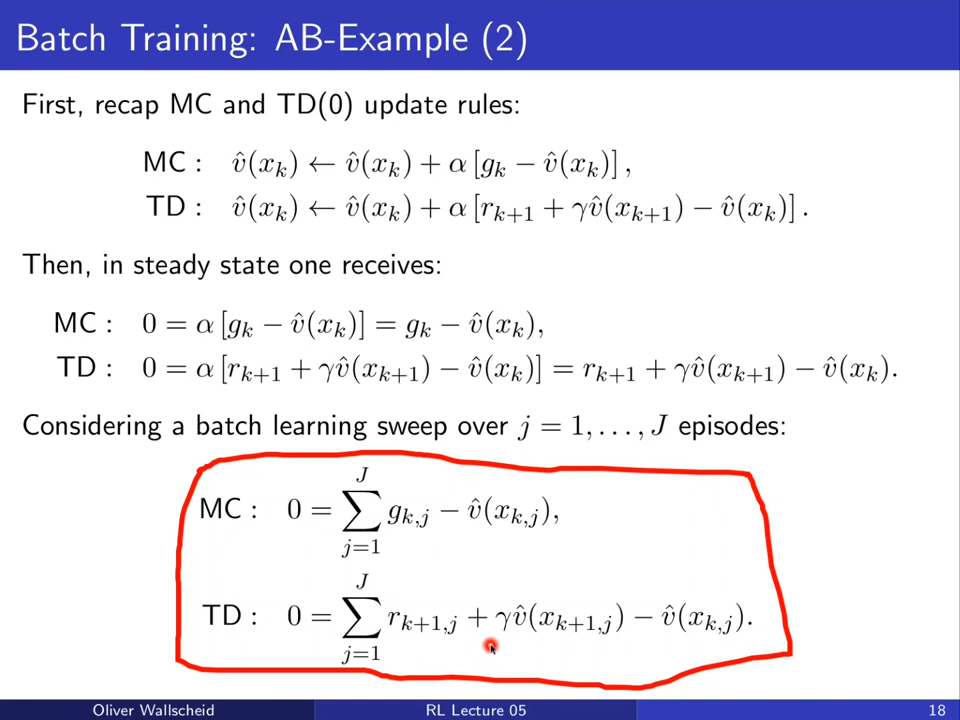 Batch Training: AB-Example (2)
First, recap MC and TD(0) update rules:
MC : v̂(x_k) ← v̂(x_k) + α [g_k − v̂(x_k)] ,
TD : v̂(x_k) ← v̂(x_k) + α [r_{k+1} + γv̂(x_{k+1}) − v̂(x_k)] .
Then, in steady state one receives:
MC : 0 = α [g_k − v̂(x_k)] = g_k − v̂(x_k),
TD : 0 = α [r_{k+1} + γv̂(x_{k+1}) − v̂(x_k)] = r_{k+1} + γv̂(x_{k+1}) − v̂(x_k).
Considering a batch learning sweep over j = 1, . . . , J episodes:
MC : 0 = ∑_{j=1}^{J} g_{k,j} − v̂(x_{k,j}),
TD : 0 = ∑_{j=1}^{J} r_{k+1,j} + γv̂(x_{k+1,j}) − v̂(x_{k,j}).
Oliver Wallscheid RL Lecture 05 18